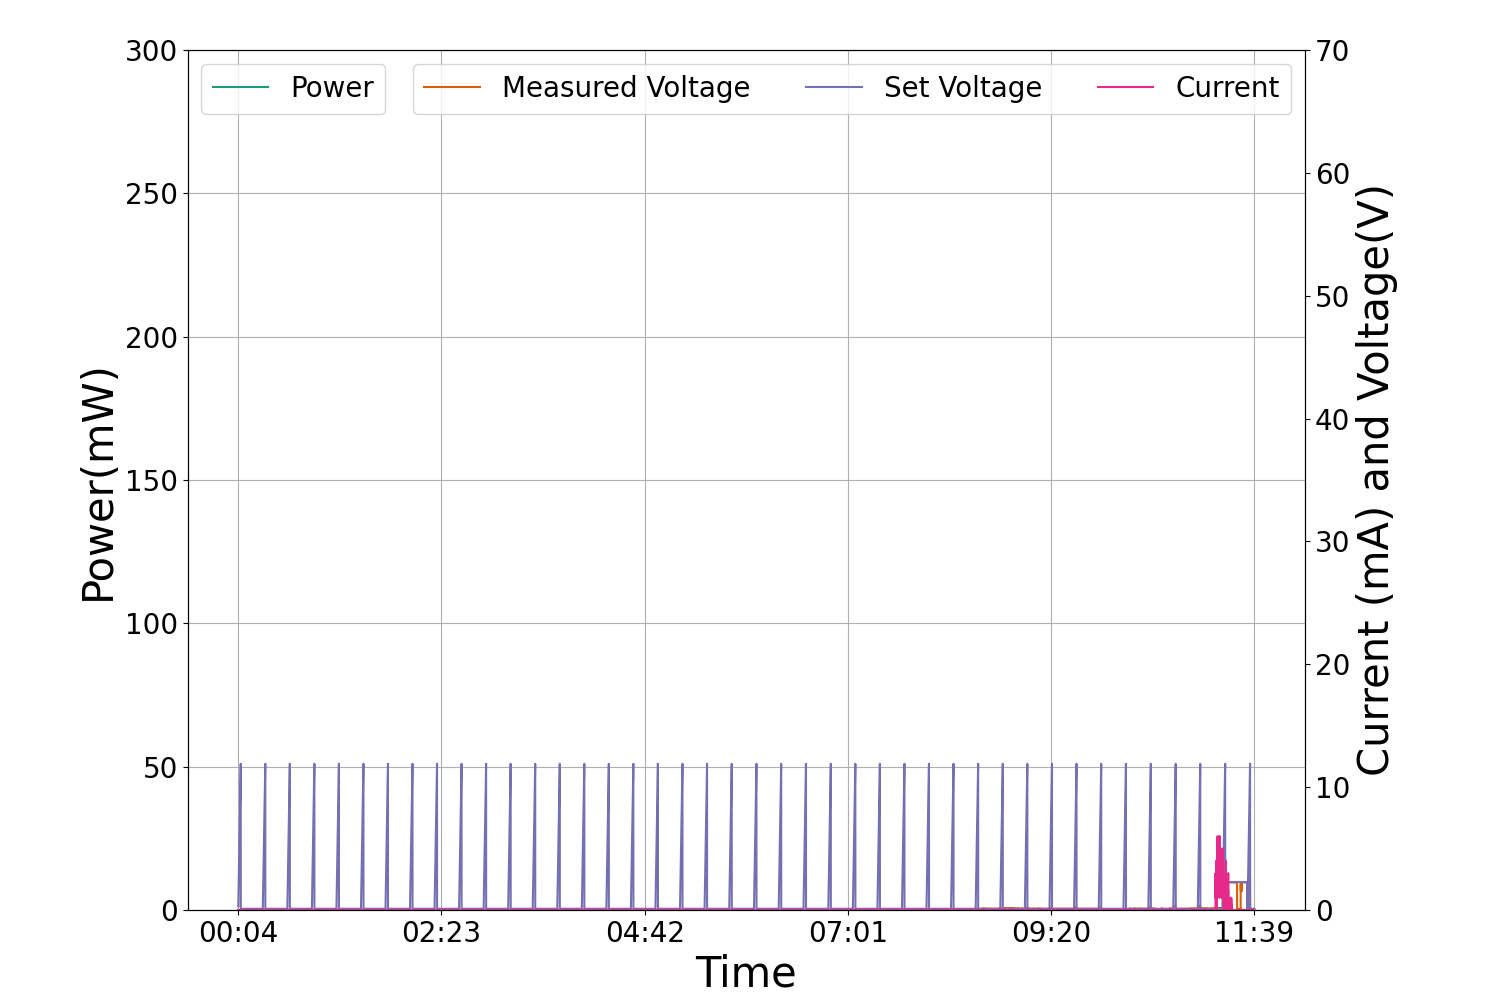 Power
Measured Voltage
Set Voltage
Current
300
250
200
150
100
50
0
Power(mW)
70
60
50
40
30
20
10
0
Current (mA) and Voltage(V)
00:04 02:23 04:42 07:01 09:20 11:39
Time